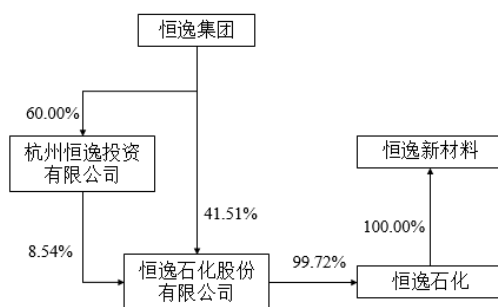 恒逸集团
60.00%
杭州恒逸投资
有限公司
恒逸新材料
8.54%
41.51%
100.00%
恒逸石化股份
有限公司
99.72%
恒逸石化